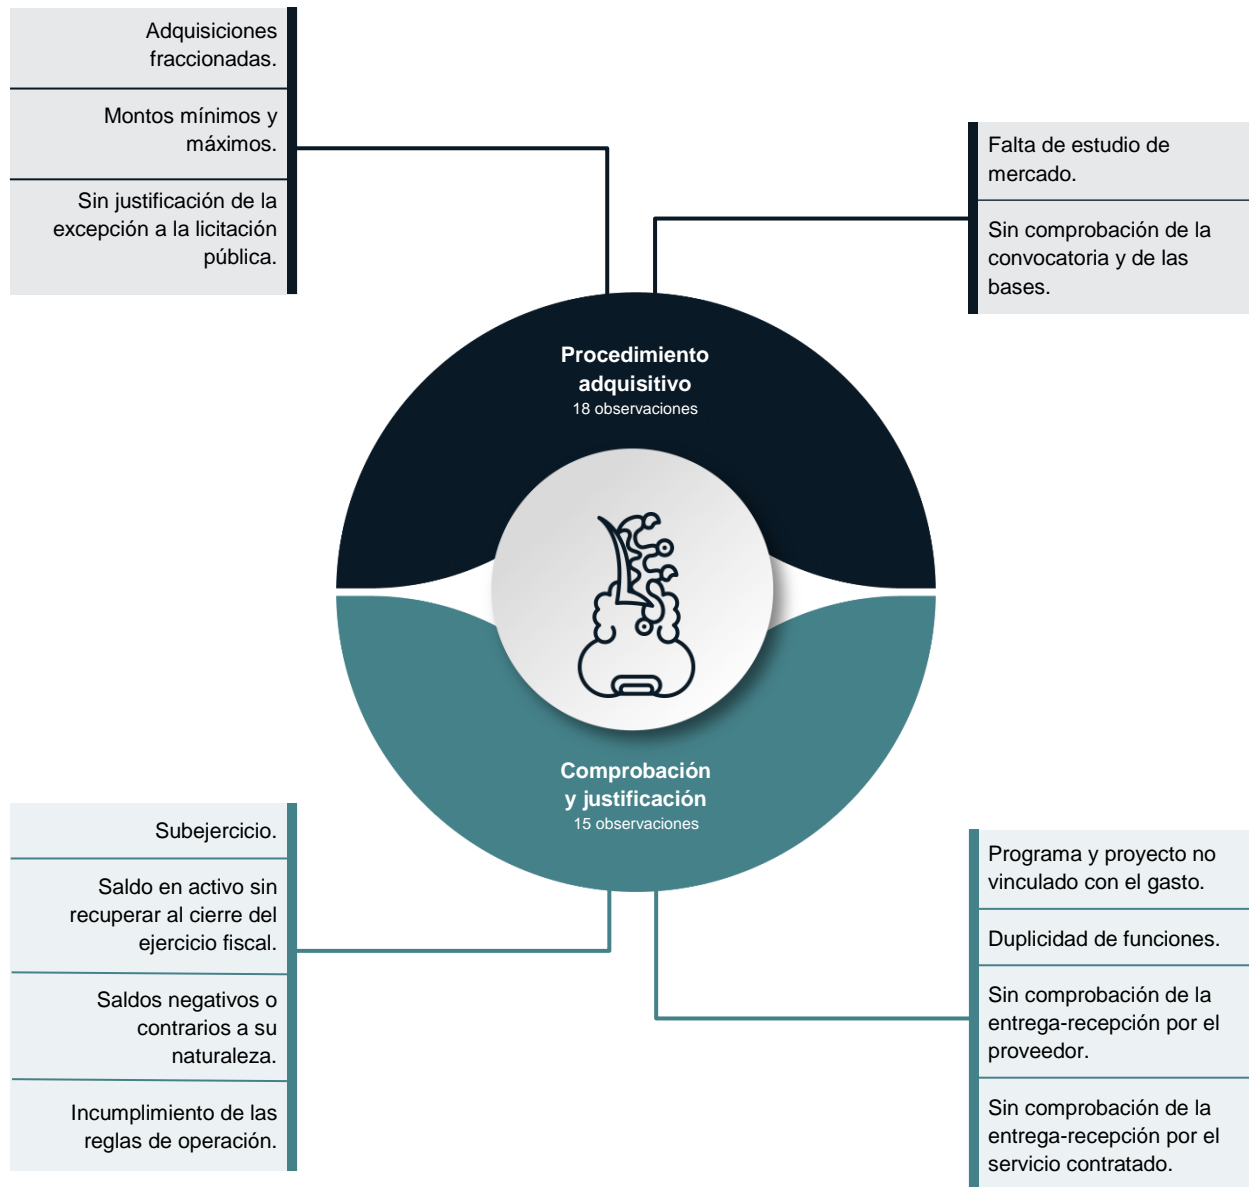 Adquisiciones
fraccionadas.
Montos mínimos y
máximos.
Sin justificación de la
excepción a la licitación
pública.
Falta de estudio de
mercado.
Sin comprobación de la
convocatoria y de las
bases.
Procedimiento
adquisitivo
18 observaciones
Comprobación
y justificación
15 observaciones
Subejercicio.
Saldo en activo sin
recuperar al cierre del
ejercicio fiscal.
Saldos negativos o
contrarios a su
naturaleza.
Incumplimiento de las
reglas de operación.
Programa y proyecto no
vinculado con el gasto.
Duplicidad de funciones.
Sin comprobación de la
entrega-recepción por el
proveedor.
Sin comprobación de la
entrega-recepción por el
servicio contratado.